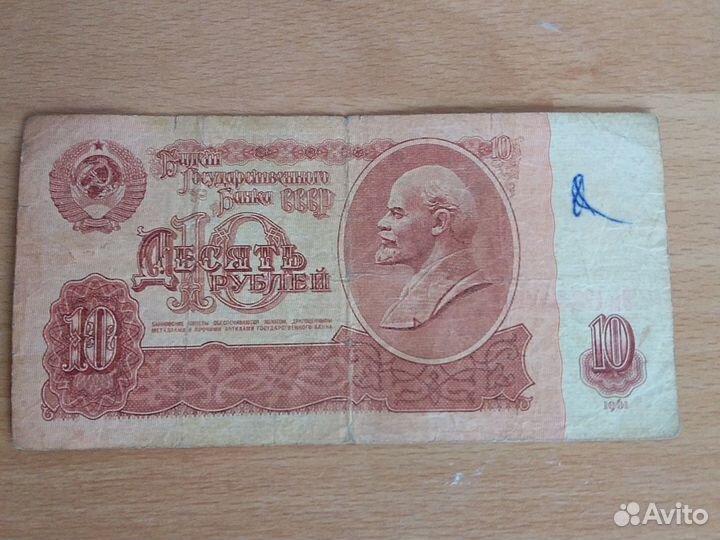 Билет
Государственного
Банка СССР
10
10
Десять
рублей
БАНКОВСКИЕ БИЛЕТЫ ОБЕСПЕЧИВАЮТСЯ ЗОЛОТОМ, ДРАГОЦЕННЫМИ
МЕТАЛЛАМИ И ПРОЧИМИ АКТИВАМИ ГОСУДАРСТВЕННОГО БАНКА
10
10
1961
Avito